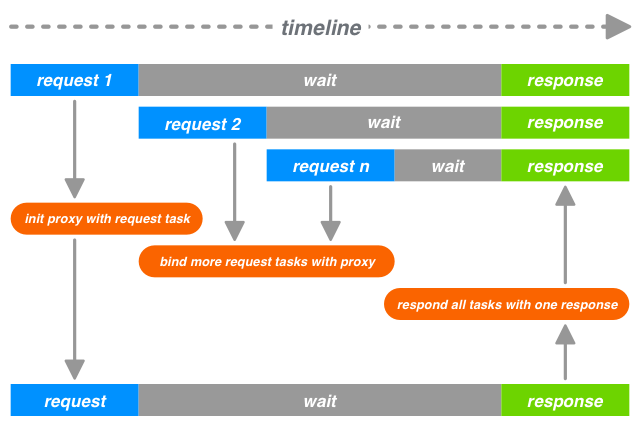 timeline
request 1 wait response
request 2 wait response
request n wait response
init proxy with request task
bind more request tasks with proxy
respond all tasks with one response
request wait response